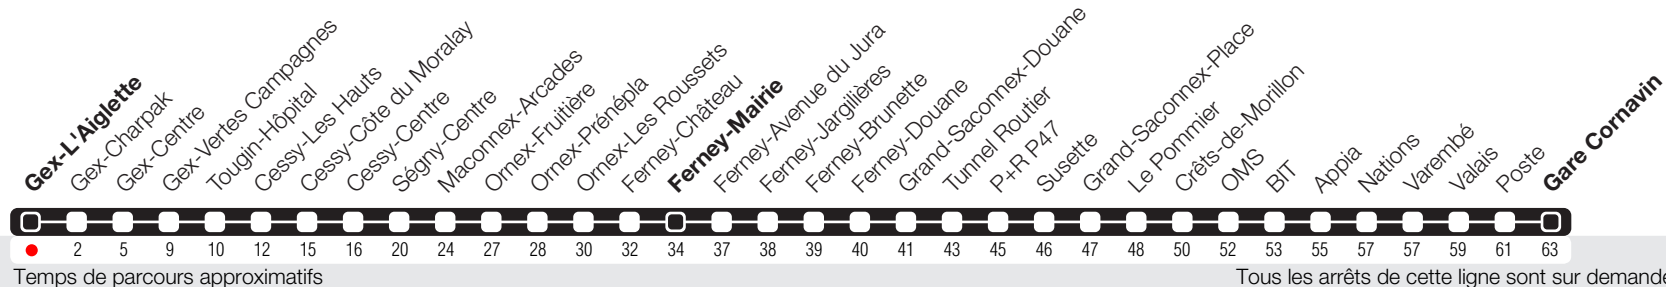 Gex-L'Aiglette
Gex-Charpak
Gex-Centre
Gex-Vertes Campagnes
Tougin-Hôpital
Cessy-Les Hauts
Cessy-Côte du Moralay
Cessy-Centre
Ségny-Centre
Maconnex-Arcades
Ornex-Fruitière
Ornex-Prénépla
Ornex-Les Roussets
Ferney-Château
Ferney-Mairie
Ferney-Avenue du Jura
Ferney-Jargilières
Ferney-Brunette
Ferney-Douane
Grand-Saconnex-Douane
Tunnel Routier
P+R P47
Susette
Grand-Saconnex-Place
Le Pommier
Crêts-de-Morillon
OMS
BIT
Appia
Nations
Varembé
Valais
Poste
Gare Cornavin
2 5 9 10 12 15 16 20 24 27 28 30 32 34 37 38 39 40 41 43 45 46 47 48 50 52 53 55 57 57 59 61 63
Temps de parcours approximatifs
Tous les arrêts de cette ligne sont sur demande